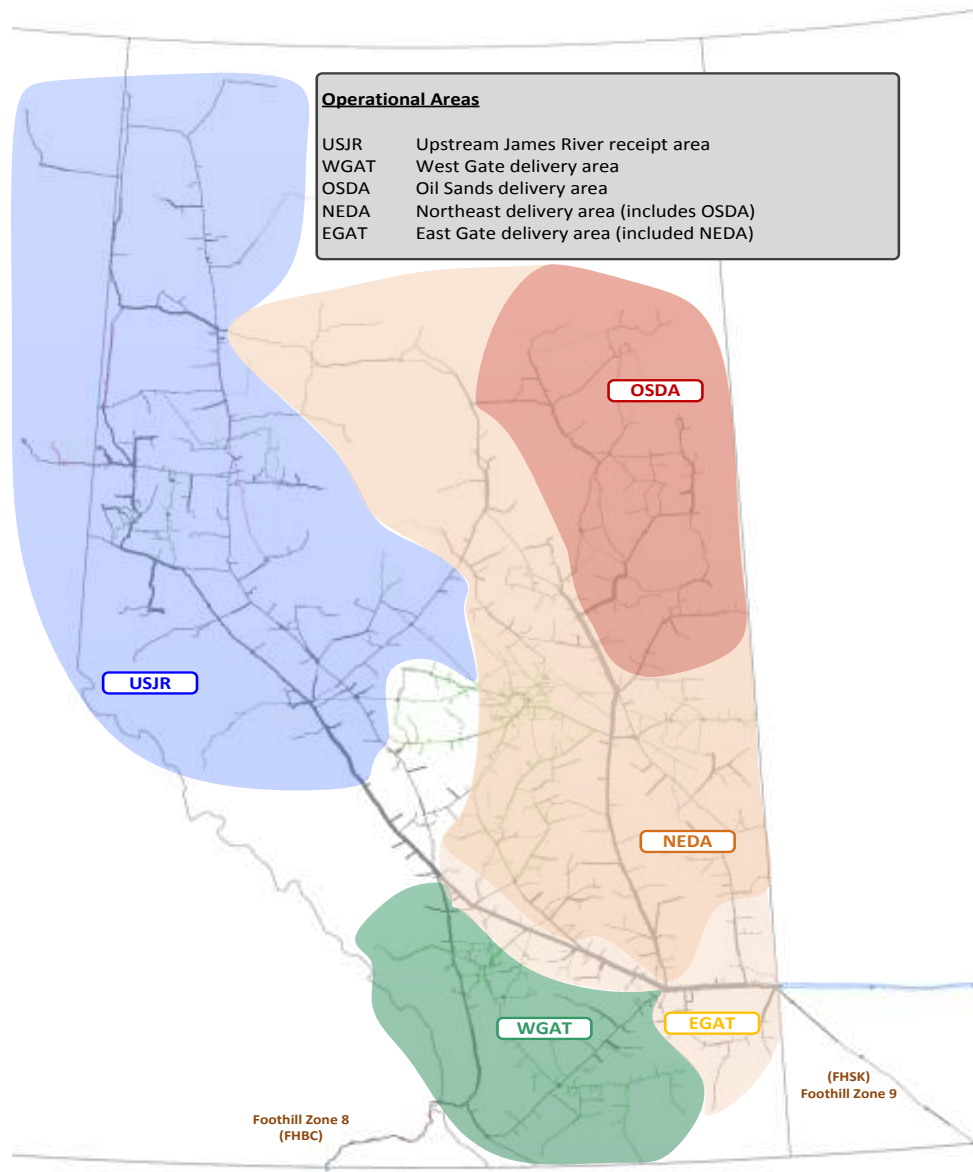 Operational Areas
USJR Upstream James River receipt area
WGAT West Gate delivery area
OSDA Oil Sands delivery area
NEDA Northeast delivery area (includes OSDA)
EGAT East Gate delivery area (included NEDA)
OSDA
USJR
NEDA
WGAT
EGAT
(FHSK)
Foothill Zone 9
Foothill Zone 8
(FHBC)